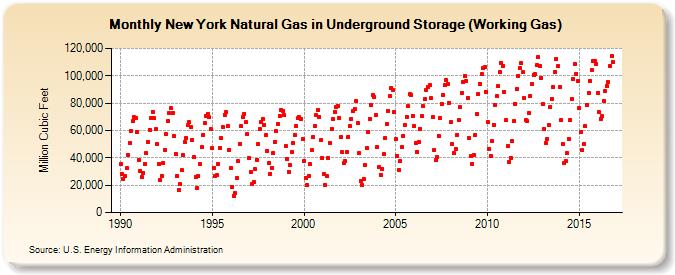 Monthly New York Natural Gas in Underground Storage (Working Gas)
Million Cubic Feet
120,000
100,000
80,000
60,000
40,000
20,000
0
1990 1995 2000 2005 2010 2015
Source: U.S. Energy Information Administration